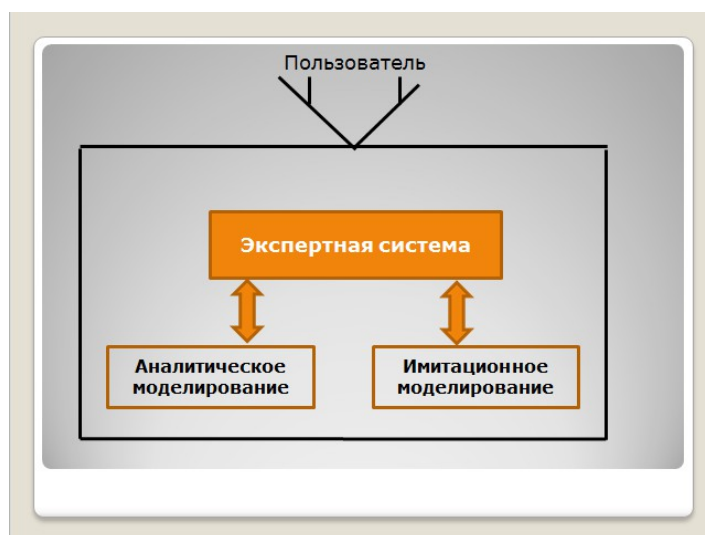 Пользователь
Экспертная система
Аналитическое
моделирование
Имитационное
моделирование